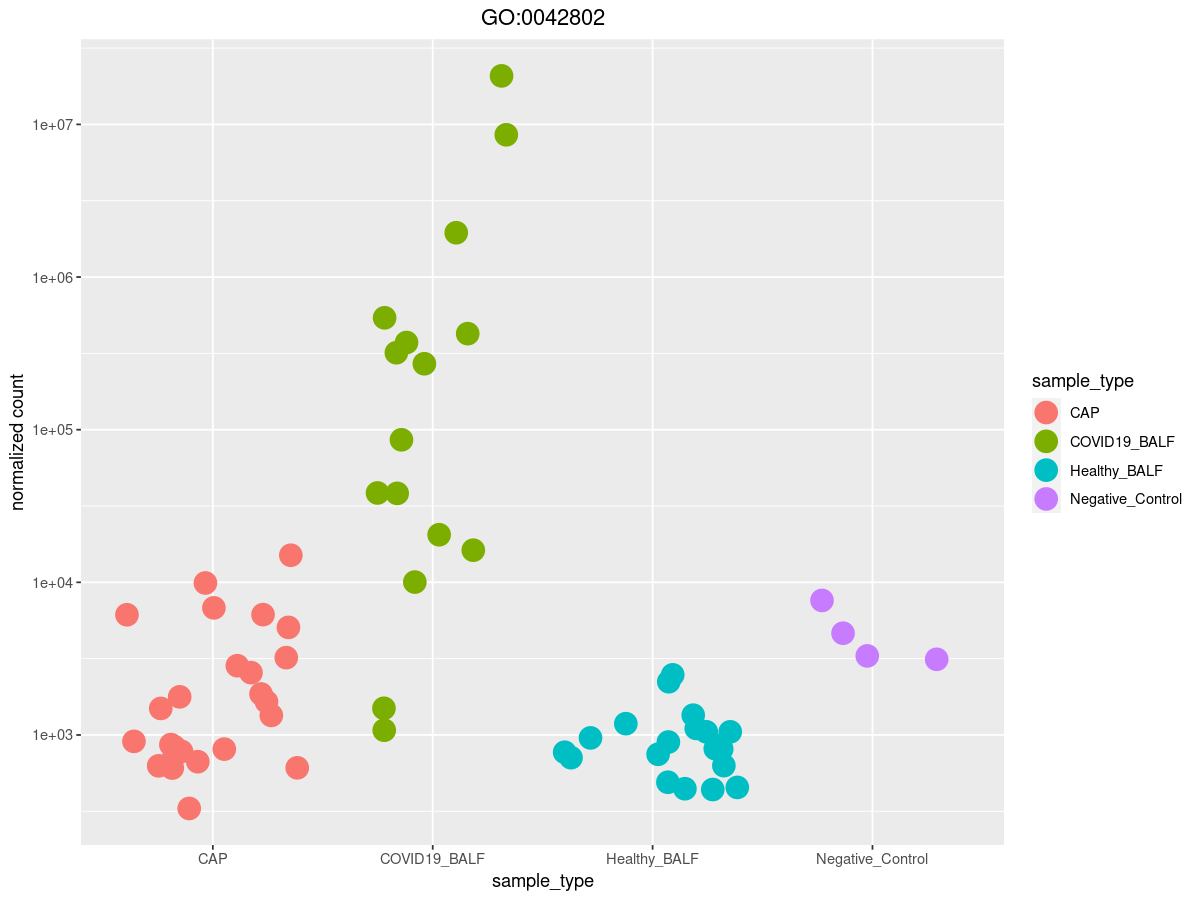 GO:0042802
normalized count
1e+07
1e+06
1e+05
1e+04
1e+03
CAP
COVID19_BALF
Healthy_BALF
Negative_Control
sample_type
sample_type
CAP
COVID19_BALF
Healthy_BALF
Negative_Control